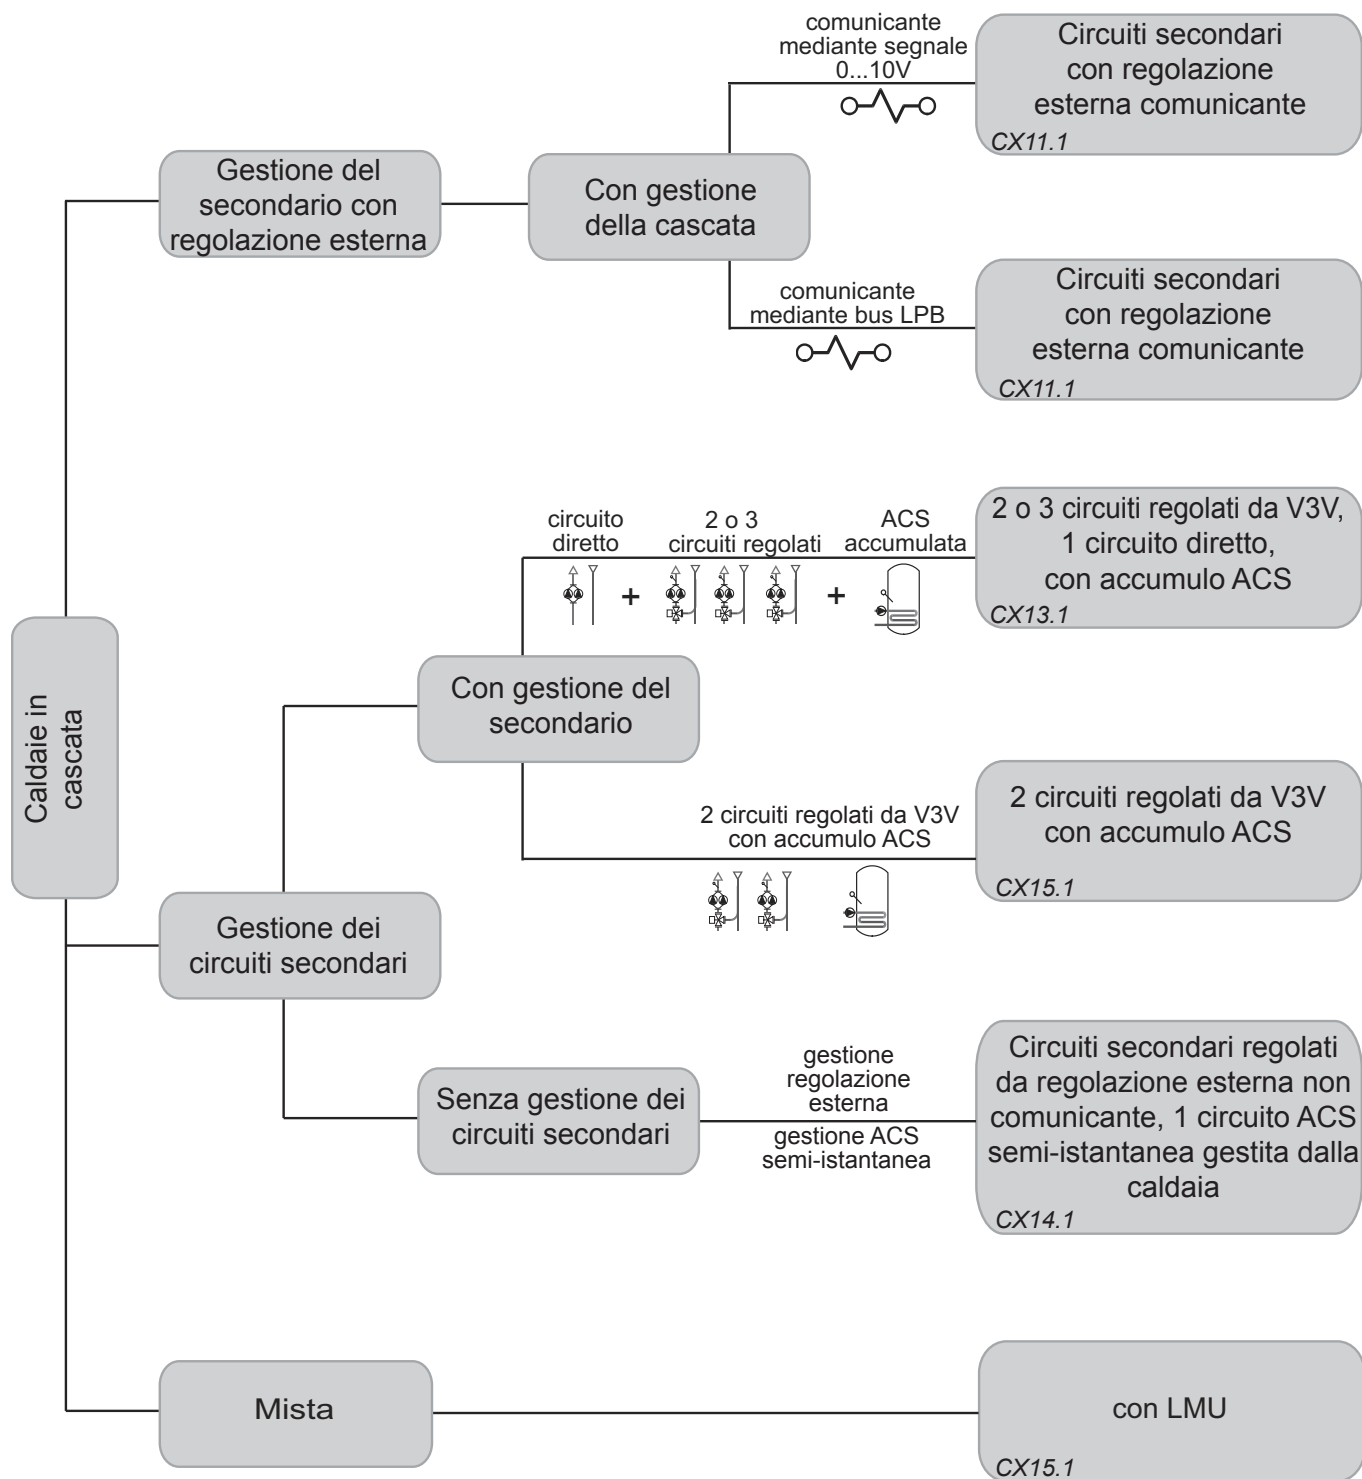 comunicante
mediante segnale
0...10V
Circuiti secondari
con regolazione
esterna comunicante
CX11.1
Gestione del
secondario con
regolazione esterna
Con gestione
della cascata
comunicante
mediante bus LPB
Circuiti secondari
con regolazione
esterna comunicante
CX11.1
circuito
diretto
2 o 3
circuiti regolati
ACS
accumulata
+
+
2 o 3 circuiti regolati da V3V,
1 circuito diretto,
con accumulo ACS
CX13.1
Caldaie in
cascata
Con gestione del
secondario
2 circuiti regolati da V3V
con accumulo ACS
2 circuiti regolati da V3V
con accumulo ACS
CX15.1
Gestione dei
circuiti secondari
Senza gestione dei
circuiti secondari
gestione
regolazione
esterna
gestione ACS
semi-istantanea
Circuiti secondari regolati
da regolazione esterna non
comunicante, 1 circuito ACS
semi-istantanea gestita dalla
caldaia
CX14.1
Mista
con LMU
CX15.1